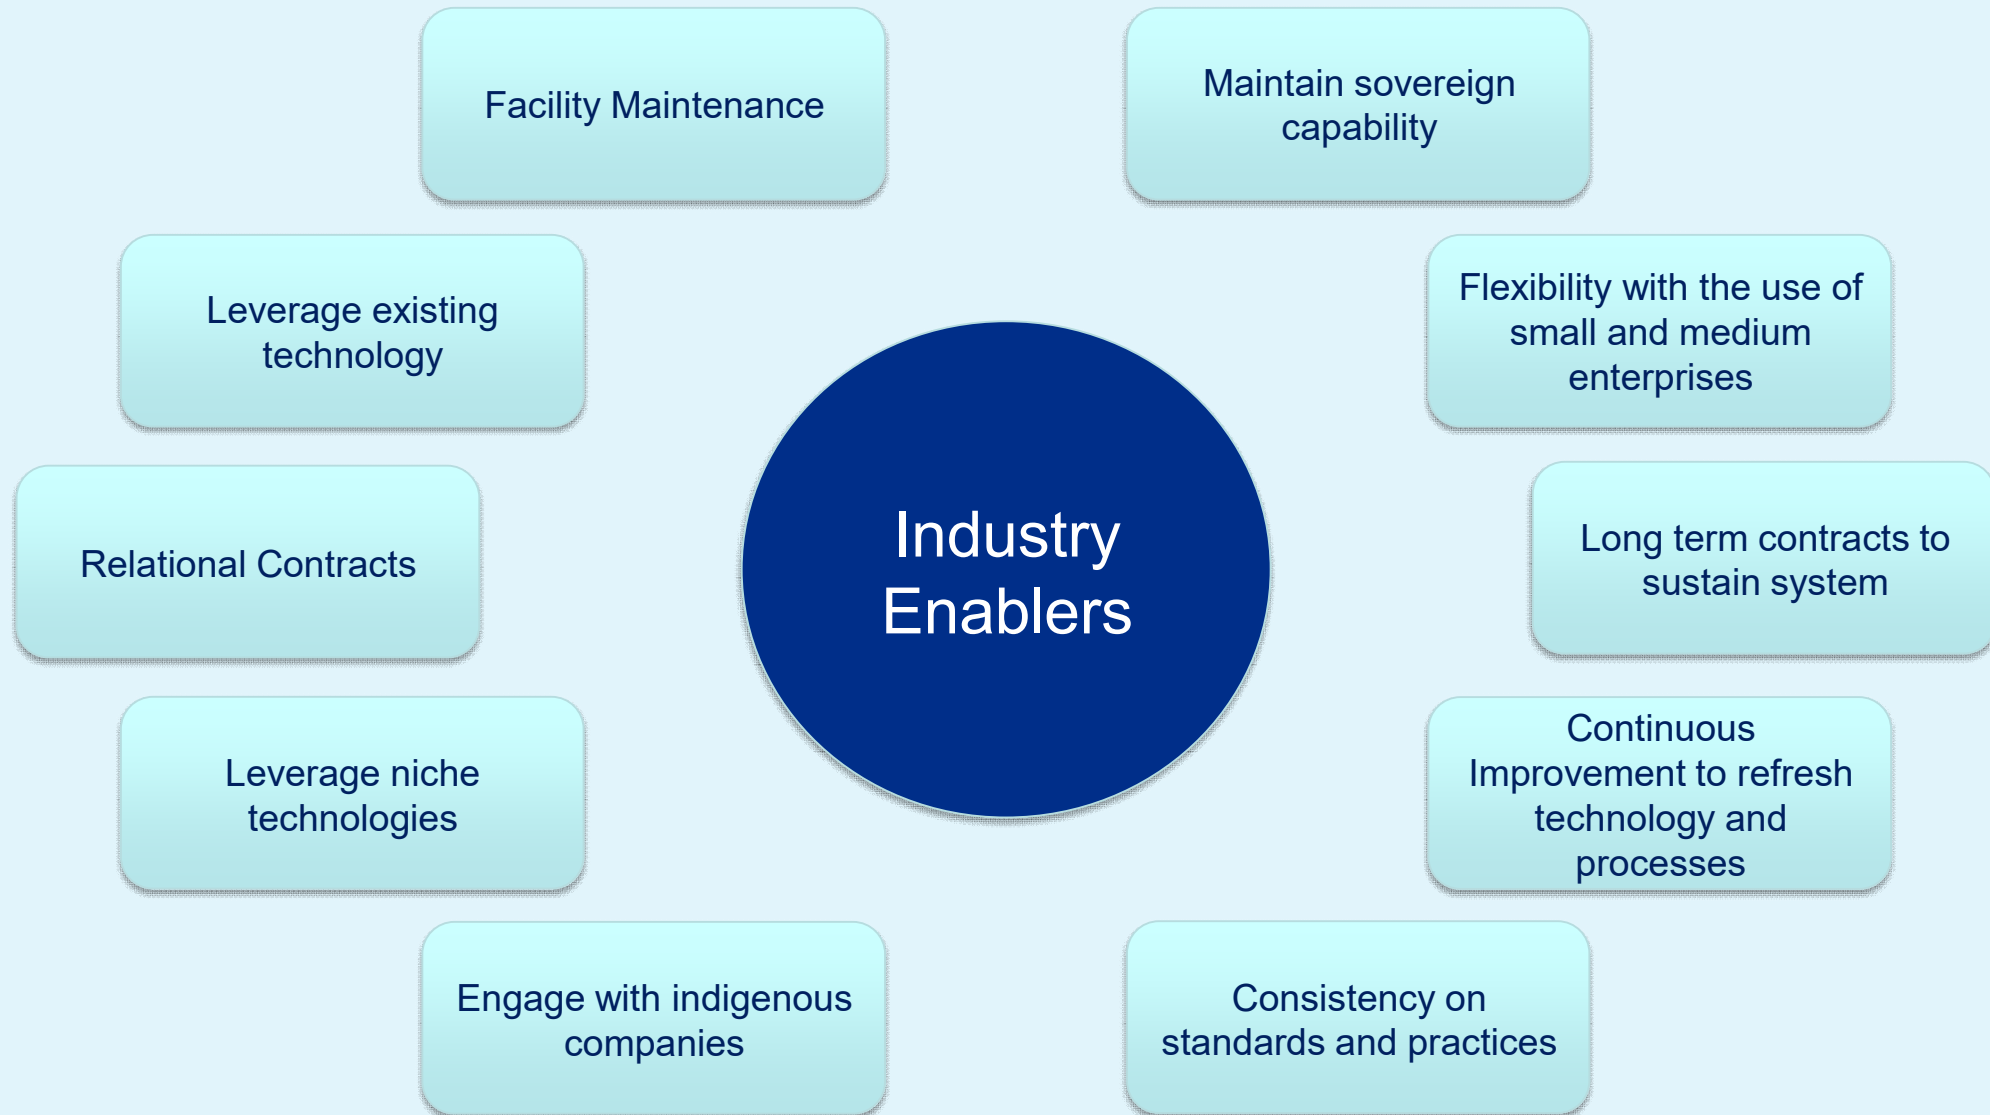 Facility Maintenance
Maintain sovereign
capability
Leverage existing
technology
Flexibility with the use of
small and medium
enterprises
Relational Contracts
Industry
Enablers
Long term contracts to
sustain system
Leverage niche
technologies
Continuous
Improvement to refresh
technology and
processes
Engage with indigenous
companies
Consistency on
standards and practices